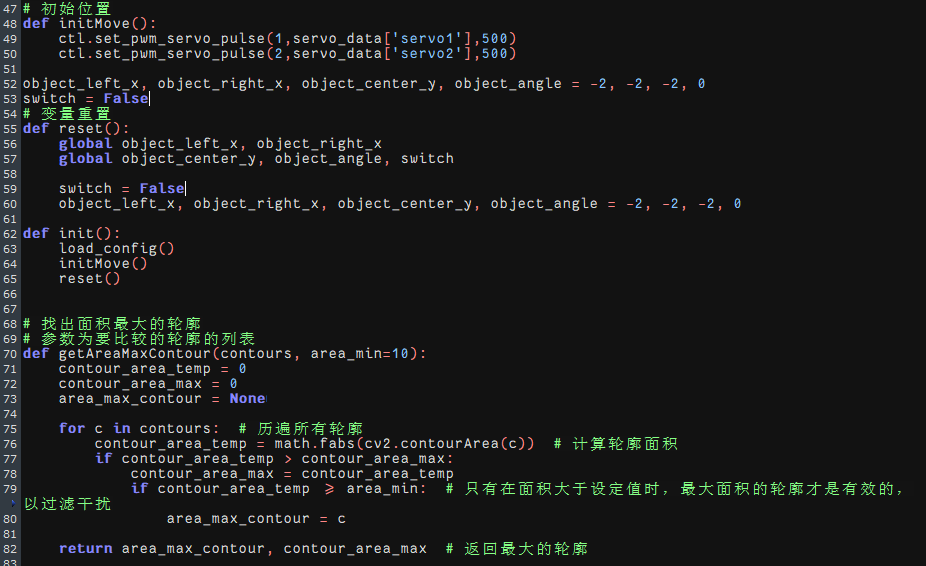 47 # 初始位置
48 def initMove():
49     ctl.set_pwm_servo_pulse(1,servo_data['servo1'],500)
50     ctl.set_pwm_servo_pulse(2,servo_data['servo2'],500)
51
52 object_left_x, object_right_x, object_center_y, object_angle = -2, -2, -2, 0
53 switch = False
54 # 变量重置
55 def reset():
56     global object_left_x, object_right_x
57     global object_center_y, object_angle, switch
58
59     switch = False
60     object_left_x, object_right_x, object_center_y, object_angle = -2, -2, -2, 0
61
62 def init():
63     load_config()
64     initMove()
65     reset()
66
67
68 # 找出面积最大的轮廓
69 # 参数为要比较的轮廓的列表
70 def getAreaMaxContour(contours, area_min=10):
71     contour_area_temp = 0
72     contour_area_max = 0
73     area_max_contour = None
74
75     for c in contours:  # 历遍所有轮廓
76         contour_area_temp = math.fabs(cv2.contourArea(c))  # 计算轮廓面积
77         if contour_area_temp > contour_area_max:
78             contour_area_max = contour_area_temp
79             if contour_area_temp >= area_min:  # 只有在面积大于设定值时，最大面积的轮廓才是有效的，
以过滤干扰
80                 area_max_contour = c
81
82     return area_max_contour, contour_area_max  # 返回最大的轮廓
83